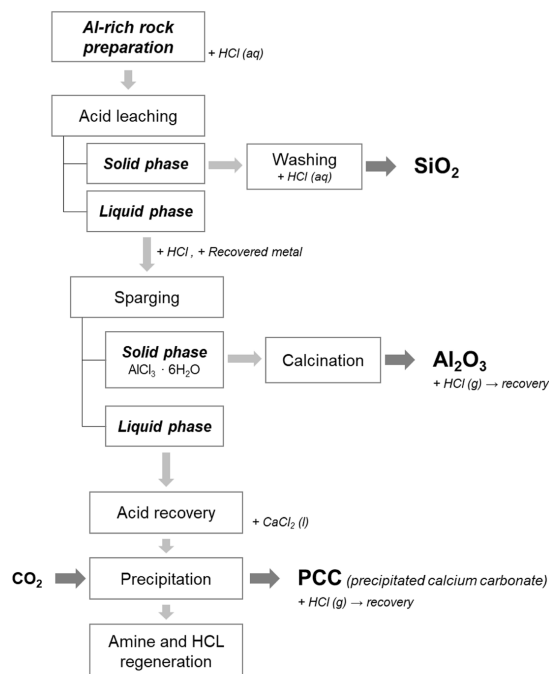 Al-rich rock
preparation
+ HCl (aq)
Acid leaching
Solid phase
Washing
+ HCl (aq)
SiO₂
Liquid phase
+ HCl , + Recovered metal
Sparging
Solid phase
AlCl₃ · 6H₂O
Calcination
Al₂O₃
+ HCl (g) → recovery
Liquid phase
Acid recovery
+ CaCl₂ (l)
CO₂
Precipitation
PCC (precipitated calcium carbonate)
+ HCl (g) → recovery
Amine and HCL
regeneration